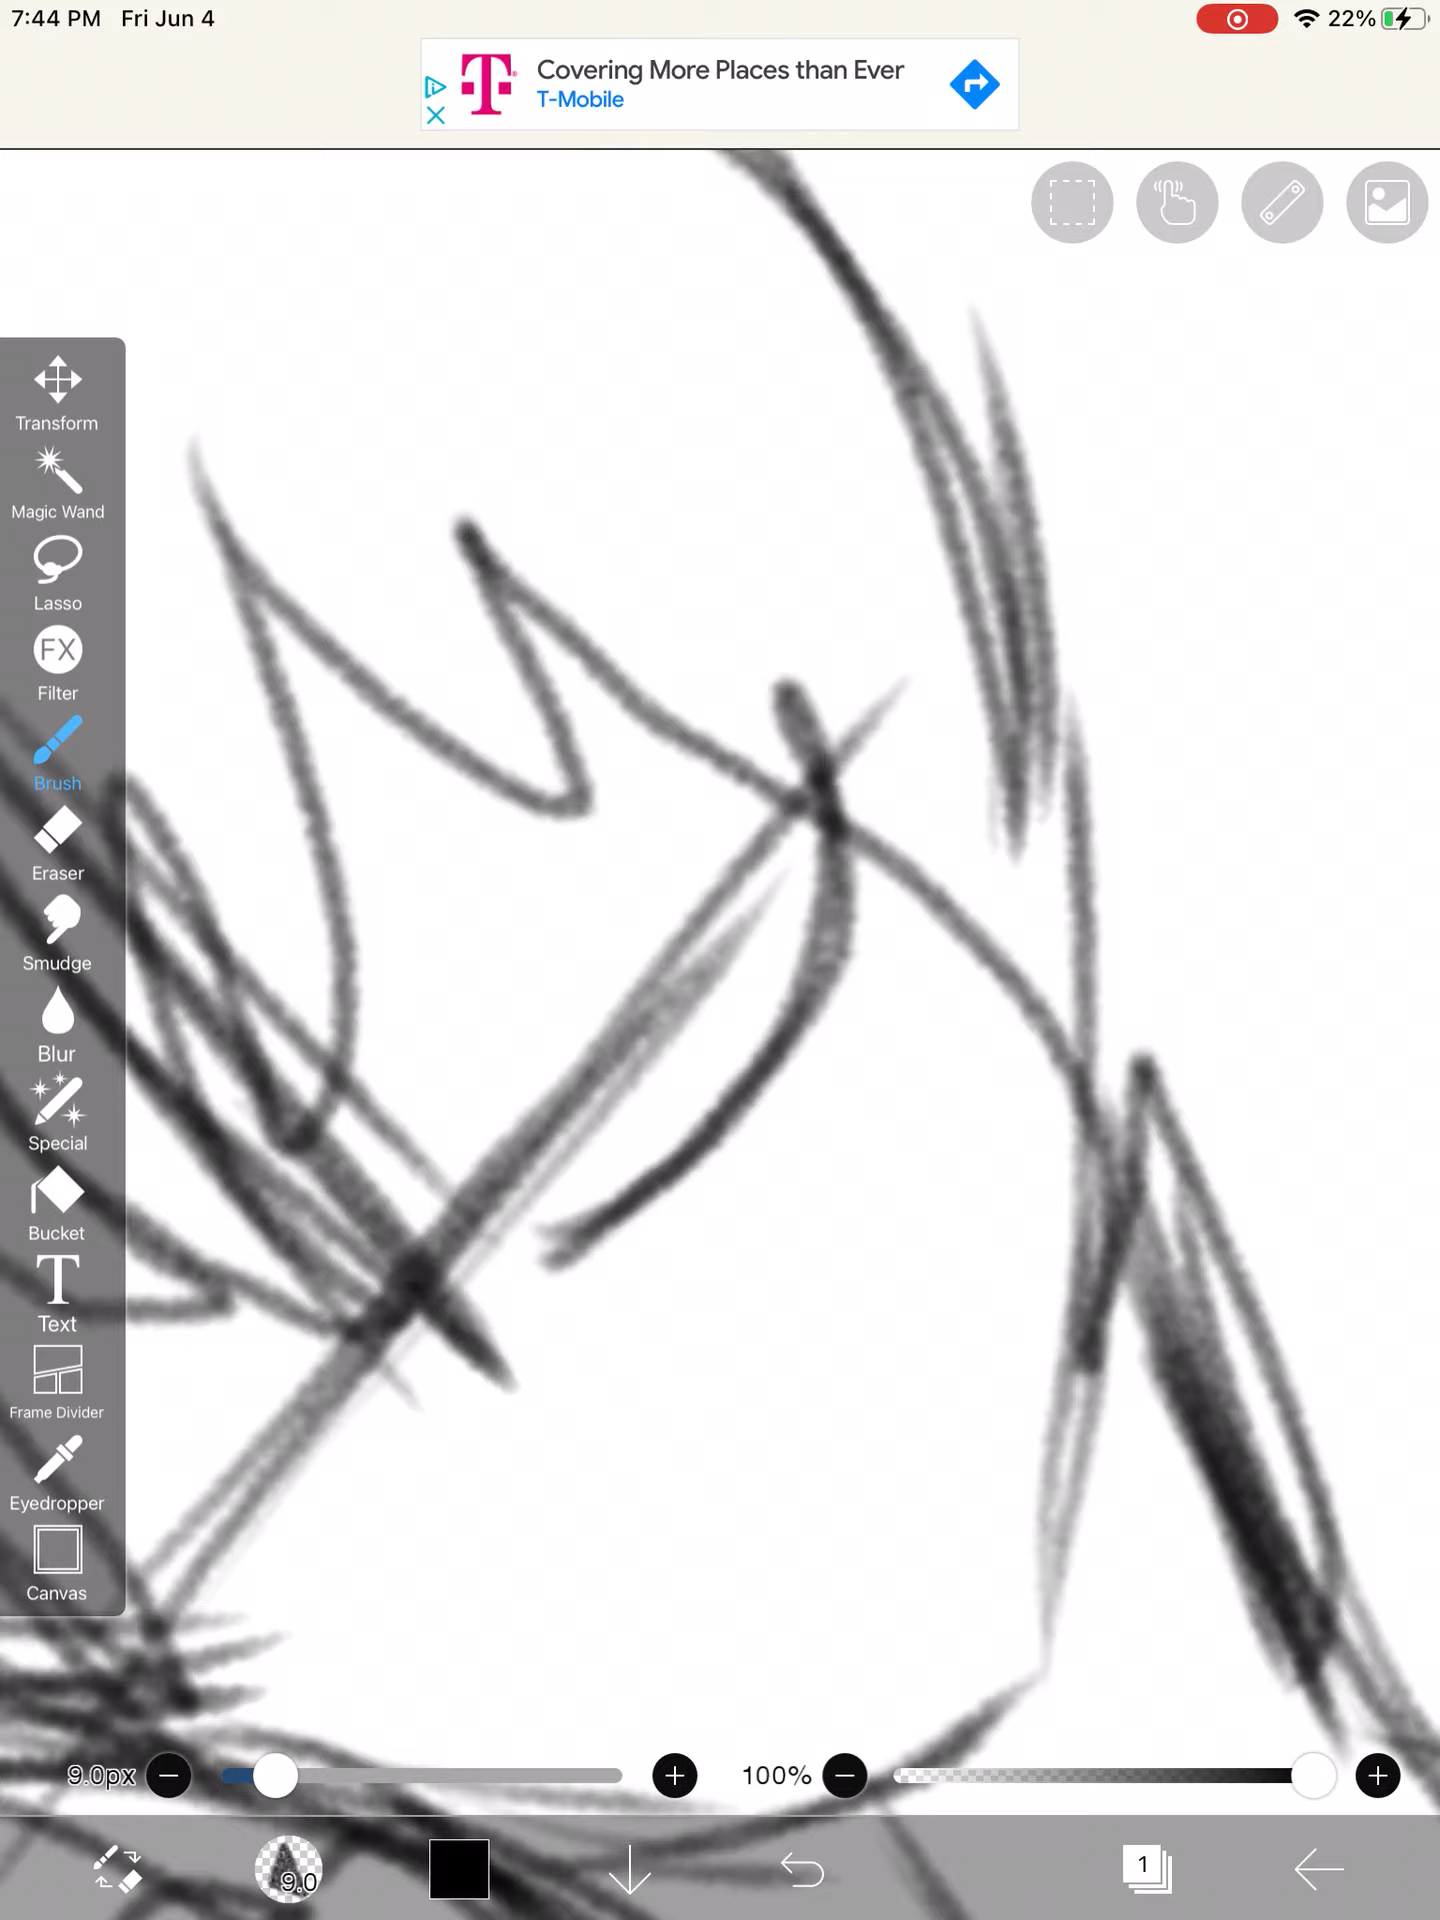 7:44 PM Fri Jun 4
22%
T
Covering More Places than Ever
T-Mobile
Transform
Magic Wand
Lasso
FX
Filter
Brush
Eraser
Smudge
Blur
Special
Bucket
T
Text
Frame Divider
Eyedropper
Canvas
9.0px
100%
9.0
1